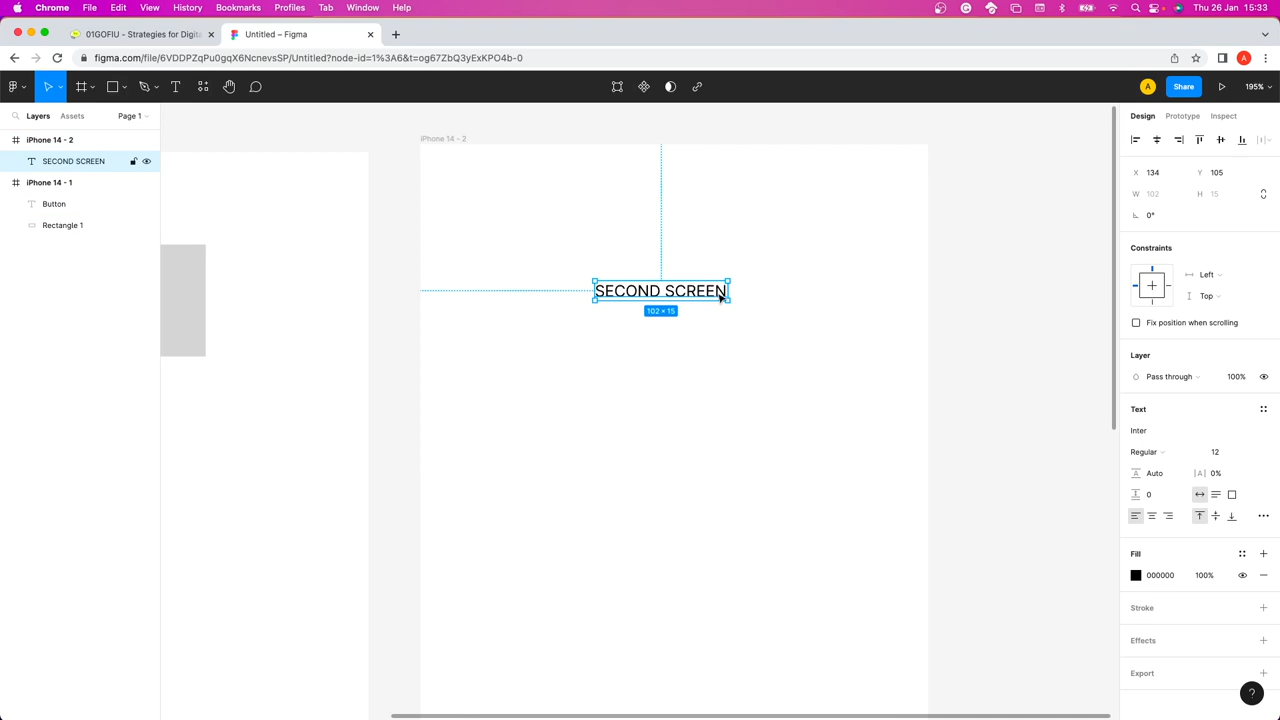 Chrome File Edit View History Bookmarks Profiles Tab Window Help Thu 26 Jan 15:33
01GOFIU - Strategies for Digita Untitled – Figma
figma.com/file/6VDDPZqPu0gqX6NcnevsSP/Untitled?node-id=1%3A6&t=og67ZbQ3yExKPO4b-0 A
A Share 195%
Layers Assets Page 1
Design Prototype Inspect
iPhone 14 - 2
iPhone 14 - 2
SECOND SCREEN
X 134 Y 105
iPhone 14 - 1
W 102 H 15
Button
0°
Rectangle 1
Constraints
Left
SECOND SCREEN
Top
102 × 15
Fix position when scrolling
Layer
Pass through 100%
Text
Inter
Regular 12
Auto 0%
0
Fill
000000 100%
Stroke
Effects
Export
?